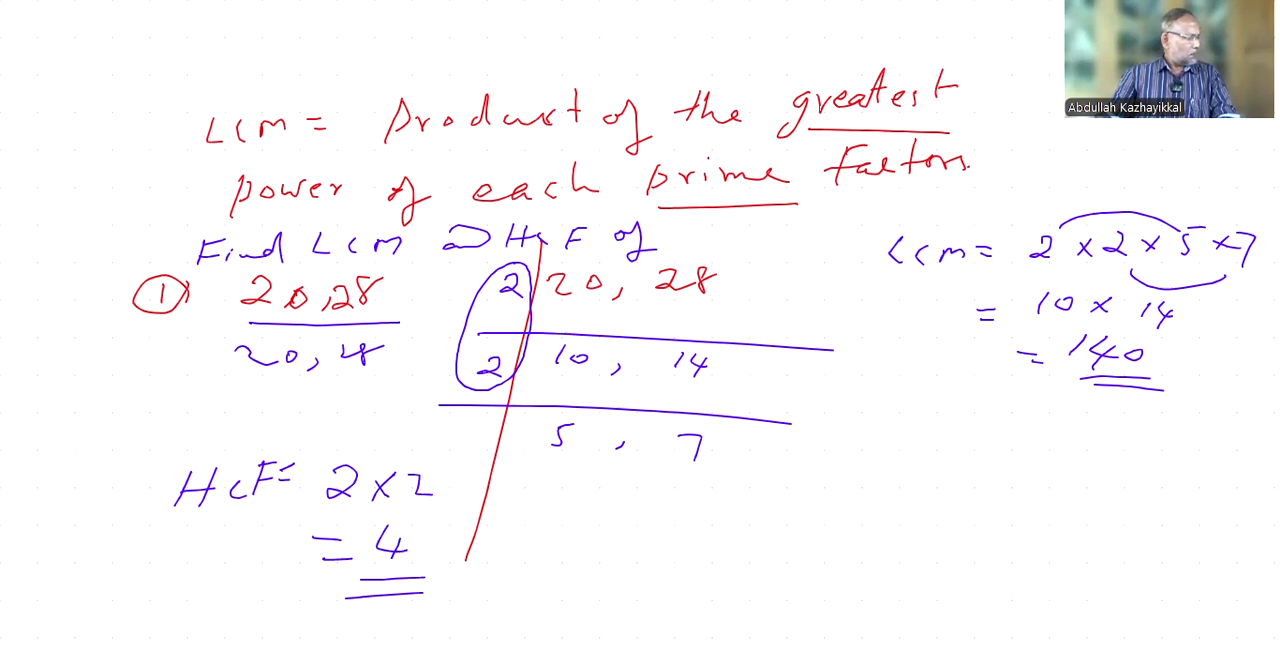 Abdullah Kazhayikkal
LCM = Product of the greatest
power of each prime factors.
Find LCM HCF of
① 20, 28
20, 28
2 20, 28
2 10, 14
5, 7
LCM = 2 × 2 × 5 × 7
= 10 × 14
= 140
HCF = 2 × 2
= 4